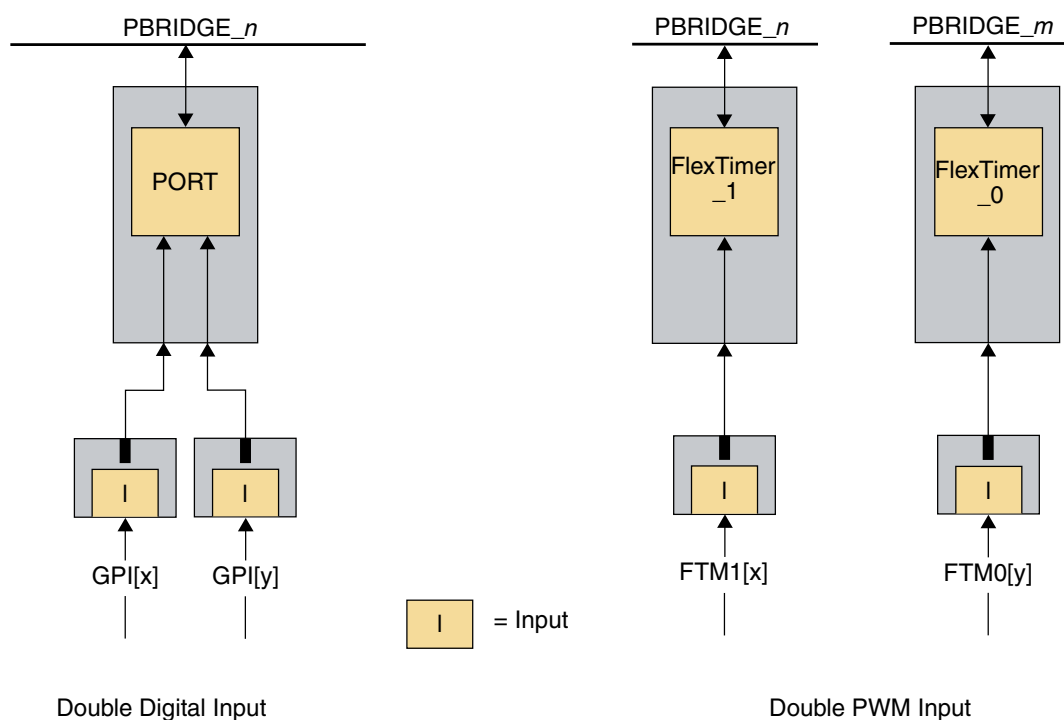 PBRIDGE_n
PORT
I
I
GPI[x]
GPI[y]
Double Digital Input
I
= Input
PBRIDGE_n
PBRIDGE_m
FlexTimer
_1
FlexTimer
_0
I
I
FTM1[x]
FTM0[y]
Double PWM Input